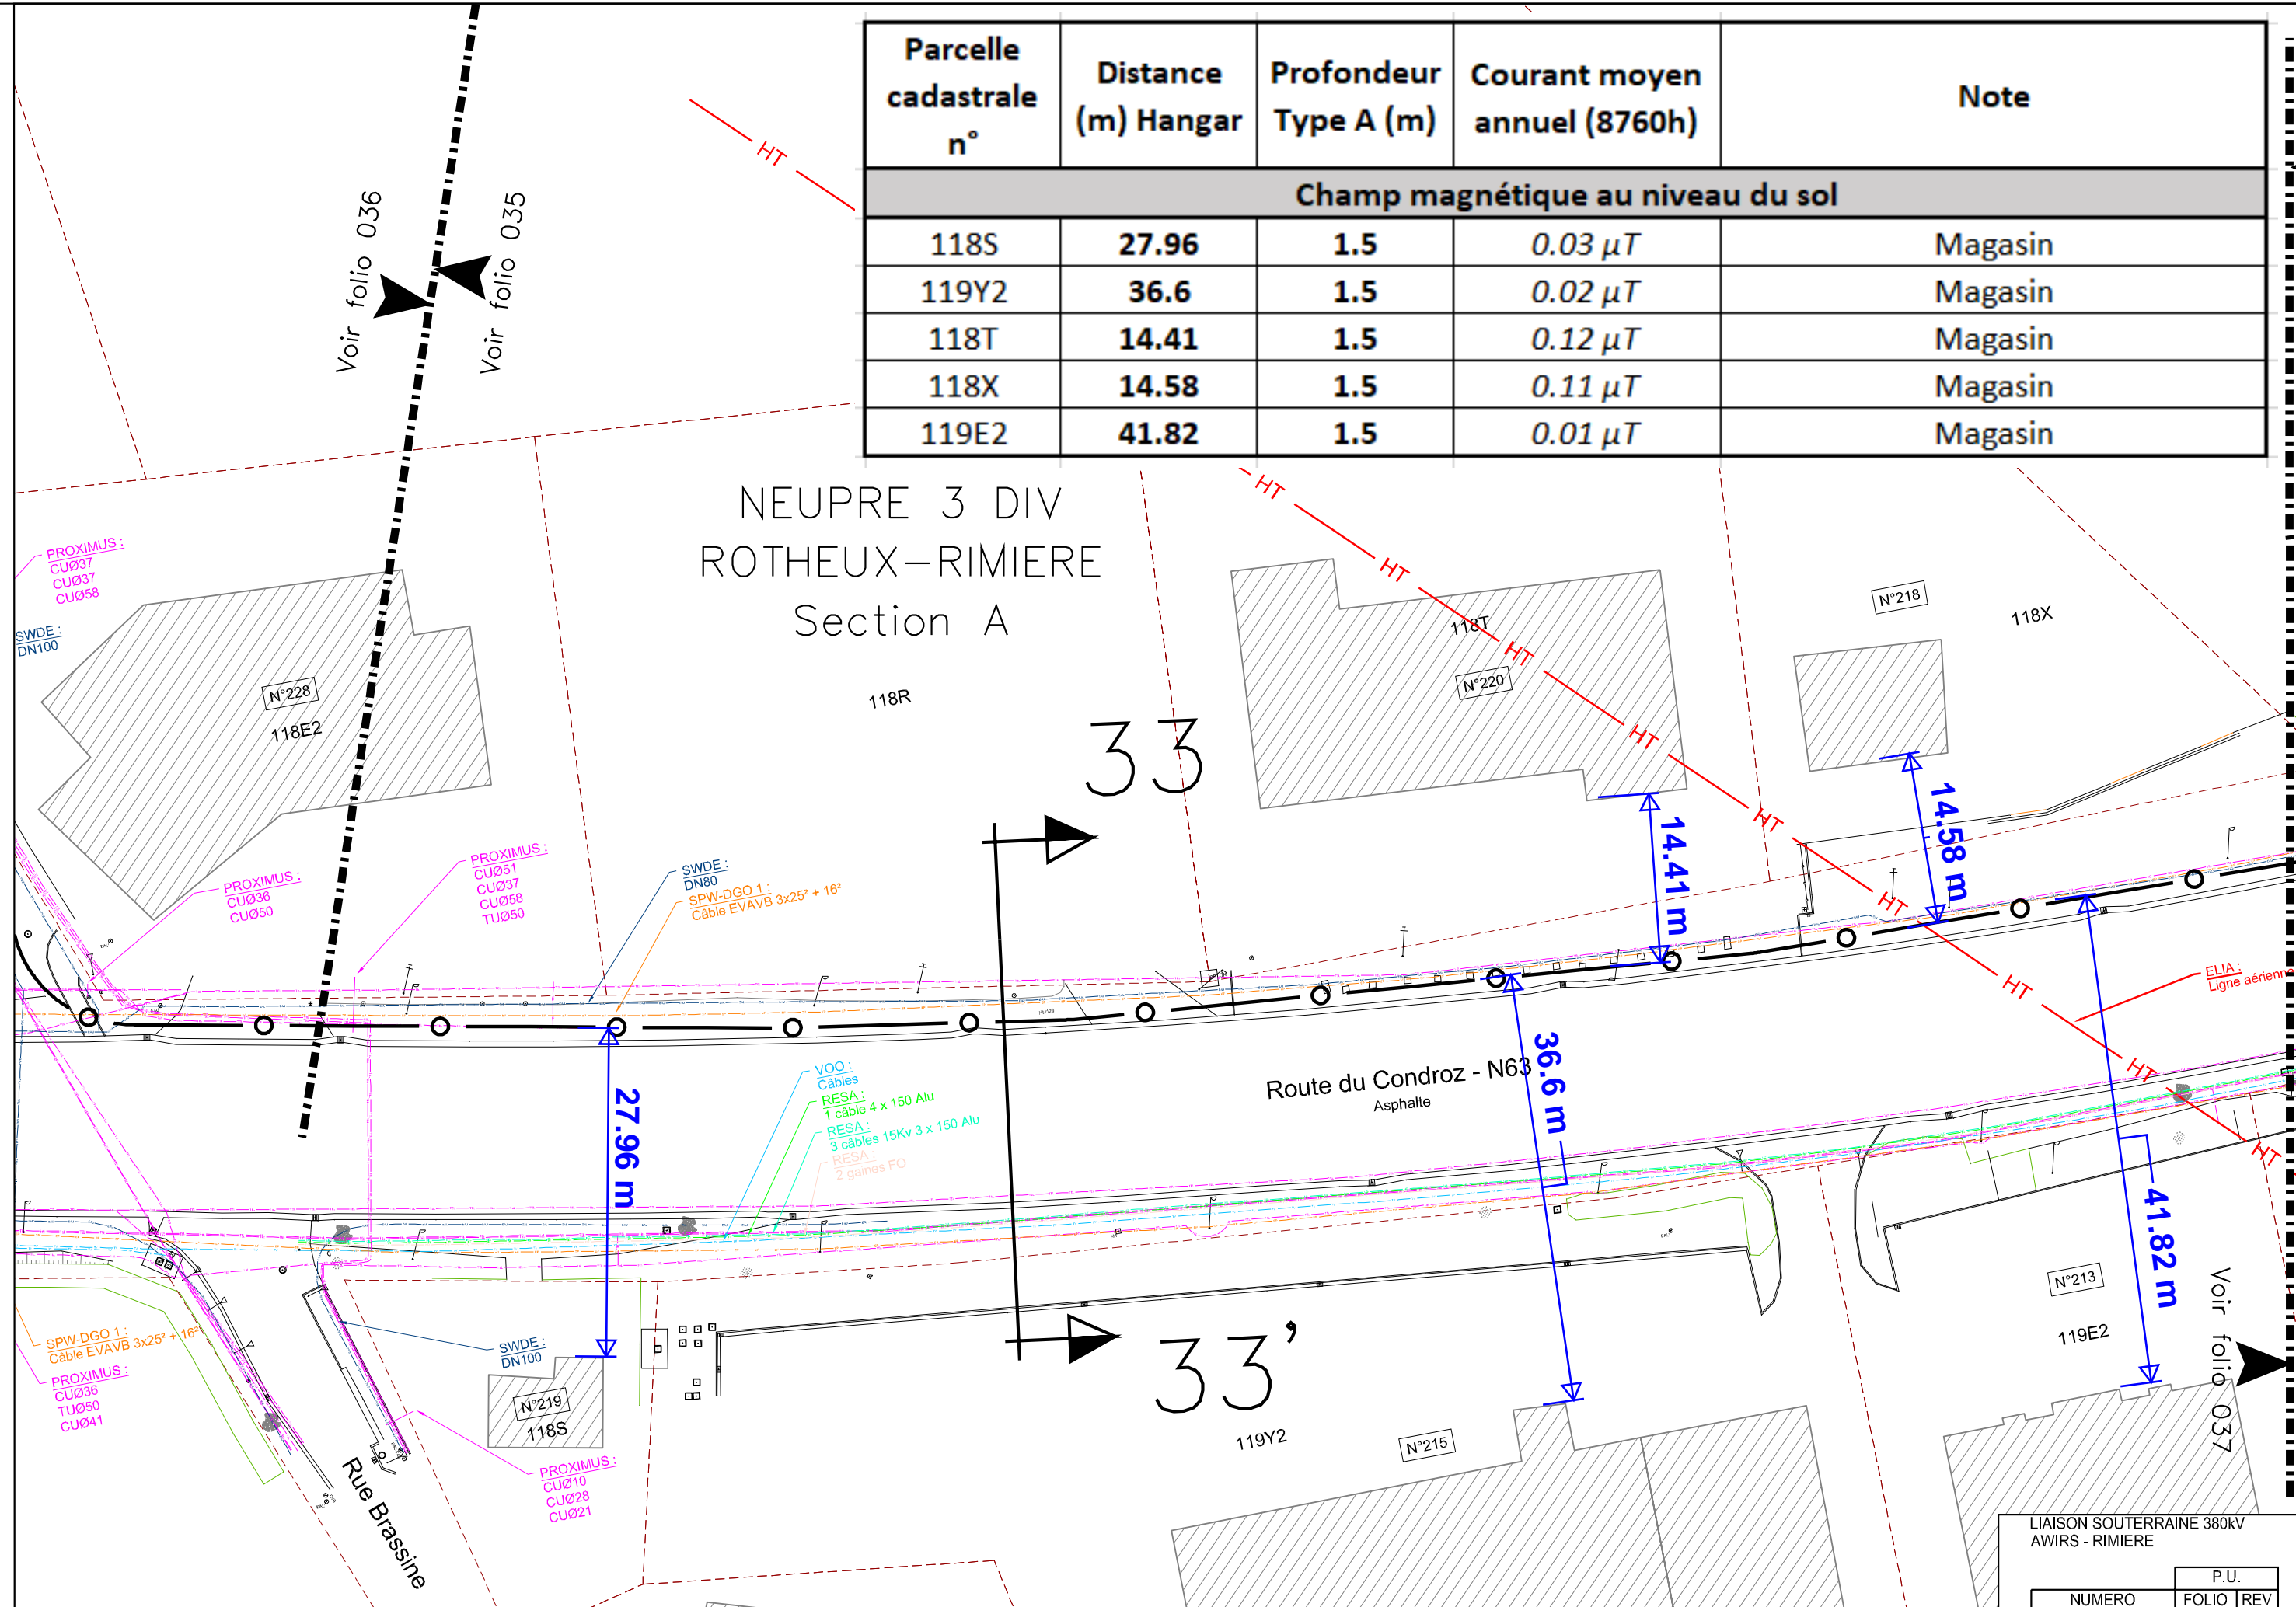 Parcelle cadastrale n°
Distance (m) Hangar
Profondeur Type A (m)
Courant moyen annuel (8760h)
Note
Champ magnétique au niveau du sol
118S 27.96 1.5 0.03 µT Magasin
119Y2 36.6 1.5 0.02 µT Magasin
118T 14.41 1.5 0.12 µT Magasin
118X 14.58 1.5 0.11 µT Magasin
119E2 41.82 1.5 0.01 µT Magasin
HT
Voir folio 036
Voir folio 035
NEUPRE 3 DIV
ROTHEUX-RIMIERE
Section A
HT
HT
HT
HT
HT
HT
HT
HT
HT
PROXIMUS :
CUØ37
CUØ37
CUØ58
SWDE :
DN100
N°228
118E2
118R
118T
N°220
N°218
118X
33
14.41 m
14.58 m
PROXIMUS :
CUØ36
CUØ50
PROXIMUS :
CUØ51
CUØ37
CUØ58
TUØ50
SWDE :
DN80
SPW-DGO 1 :
Câble EVAVB 3x25² + 16²
ELIA :
Ligne aérienne
27.96 m
VOO :
Câbles
RESA :
1 câble 4 x 150 Alu
RESA :
3 câbles 15Kv 3 x 150 Alu
RESA :
2 gaines FO
Route du Condroz - N63
Asphalte
36.6 m
41.82 m
SPW-DGO 1 :
Câble EVAVB 3x25² + 16²
PROXIMUS :
CUØ36
TUØ50
CUØ41
SWDE :
DN100
N°219
118S
PROXIMUS :
CUØ10
CUØ28
CUØ21
Rue Brassine
33'
119Y2
N°215
N°213
119E2
Voir folio 037
LIAISON SOUTERRAINE 380kV
AWIRS - RIMIERE
P.U.
NUMERO FOLIO REV